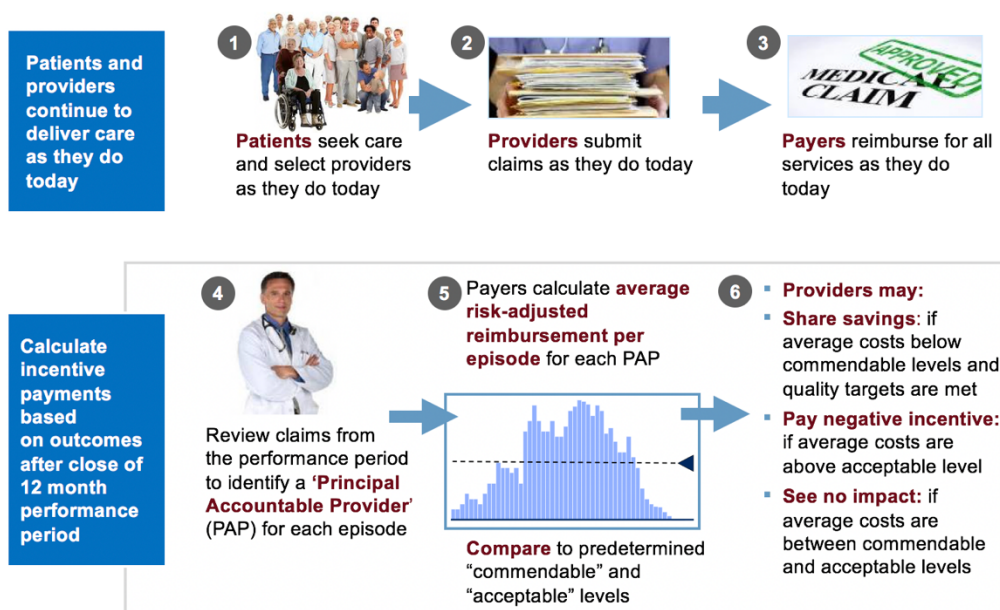 Patients and
providers
continue to
deliver care
as they do
today
1
Patients seek care
and select providers
as they do today
2
Providers submit
claims as they do today
3
APPROVED
MEDICAL
CLAIM
Payers reimburse for all
services as they do
today
Calculate
incentive
payments
based
on outcomes
after close of
12 month
performance
period
4
Review claims from
the performance period
to identify a ‘Principal
Accountable Provider’
(PAP) for each episode
5
Payers calculate average
risk-adjusted
reimbursement per
episode for each PAP
Compare to predetermined
“commendable” and
“acceptable” levels
6
▪ Providers may:
▪ Share savings: if
average costs below
commendable levels and
quality targets are met
▪ Pay negative incentive:
if average costs are
above acceptable level
▪ See no impact: if
average costs are
between commendable
and acceptable levels